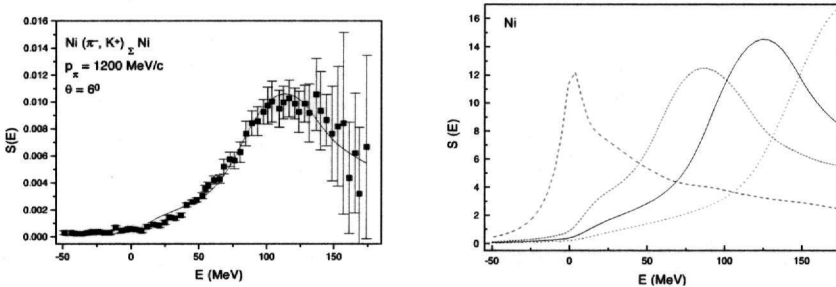 0.016
0.014
0.012
0.010
0.008
0.006
0.004
0.002
0.000
S(E)
Ni (π⁻, K⁺) Σ Ni
pπ = 1200 MeV/c
θ = 6⁰
-50 0 50 100 150
E (MeV)
16
14
12
10
8
6
4
2
0
S (E)
Ni
-50 0 50 100 150
E (MeV)